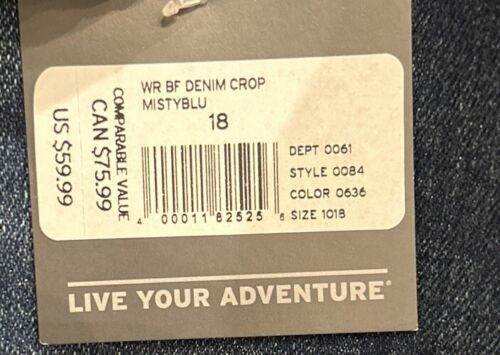 WR BF DENIM CROP
MISTYBLU
18
DEPT 0061
STYLE 0084
COLOR 0636
SIZE 1018
4 00011 82525 6
COMPARABLE VALUE
CAN $75.99
US $59.99
LIVE YOUR ADVENTURE®